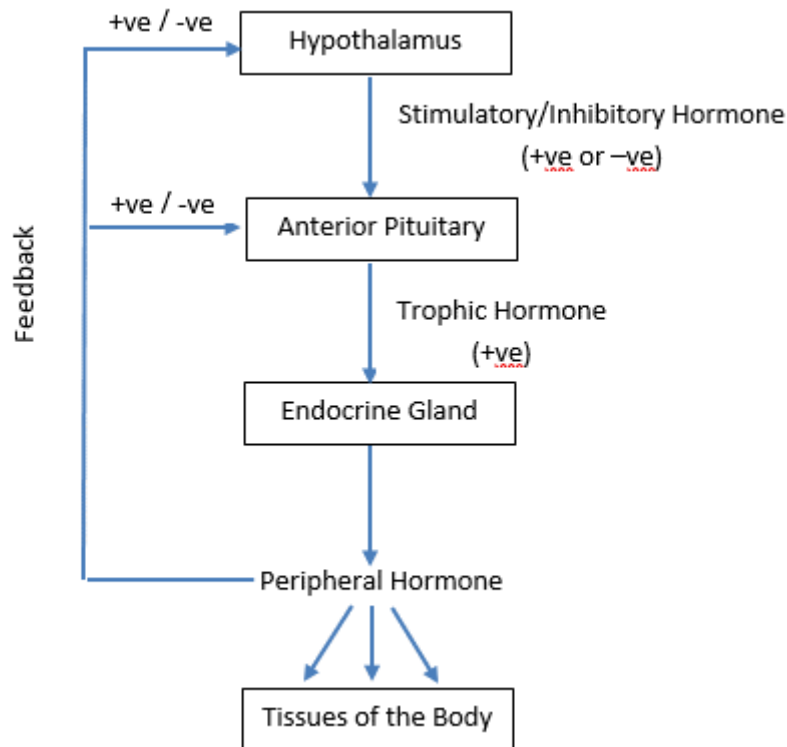 +ve / -ve
Hypothalamus
Stimulatory/Inhibitory Hormone
(+ve or –ve)
+ve / -ve
Anterior Pituitary
Feedback
Trophic Hormone
(+ve)
Endocrine Gland
Peripheral Hormone
Tissues of the Body